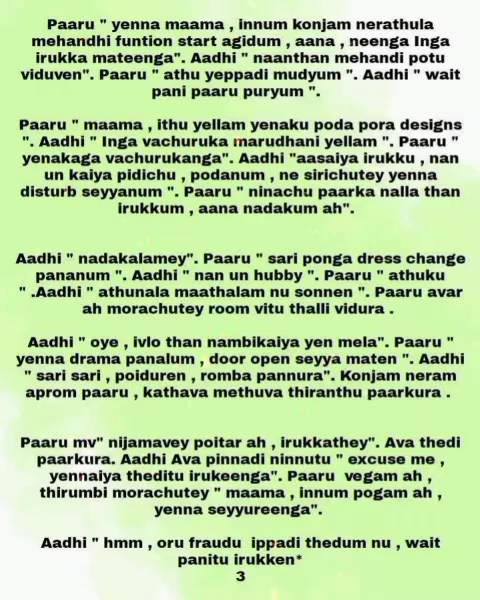 Paaru " yenna maama , innum konjam nerathula
mehandhi funtion start agidum , aana , neenga Inga
irukka mateenga". Aadhi " naanthan mehandi potu
viduven". Paaru " athu yeppadi mudyum ". Aadhi " wait
pani paaru puryum ".
Paaru " maama , ithu yellam yenaku poda pora designs
". Aadhi " Inga vachuruka marudhani yellam ". Paaru "
yenakaga vachurukanga". Aadhi "aasaiya irukku , nan
un kaiya pidichu , podanum , ne sirichutey yenna
disturb seyyanum ". Paaru " ninachu paarka nalla than
irukkum , aana nadakum ah".
Aadhi " nadakalamey". Paaru " sari ponga dress change
pananum ". Aadhi " nan un hubby ". Paaru " athuku
" .Aadhi " athunala maathalam nu sonnen ". Paaru avar
ah morachutey room vitu thalli vidura .
Aadhi " oye , ivlo than nambikaiya yen mela". Paaru "
yenna drama panalum , door open seyya maten ". Aadhi
" sari sari , poiduren , romba pannura". Konjam neram
aprom paaru , kathava methuva thiranthu paarkura .
Paaru mv" nijamavey poitar ah , irukkathey". Ava thedi
paarkura. Aadhi Ava pinnadi ninnutu " excuse me ,
yennaiya theditu irukeenga". Paaru  vegam ah ,
thirumbi morachutey " maama , innum pogam ah ,
yenna seyyureenga".
Aadhi " hmm , oru fraudu  ippadi thedum nu , wait
panitu irukken*
3